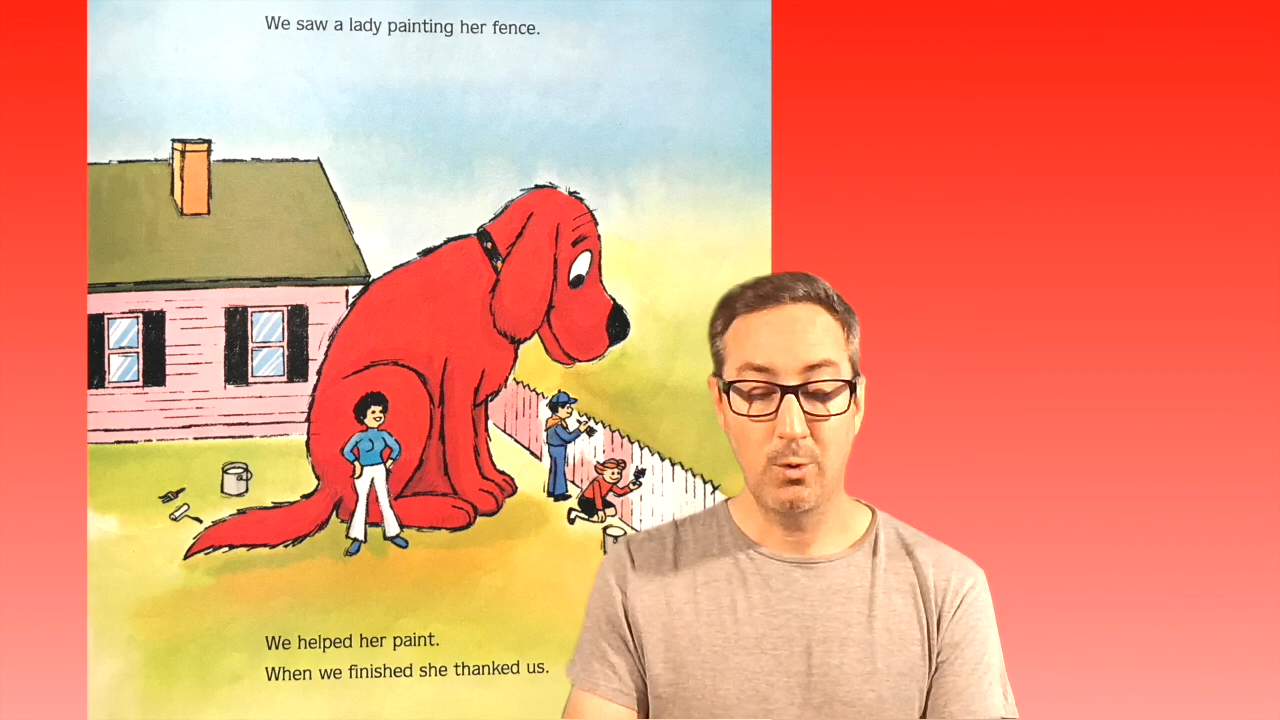 We saw a lady painting her fence.
We helped her paint.
When we finished she thanked us.